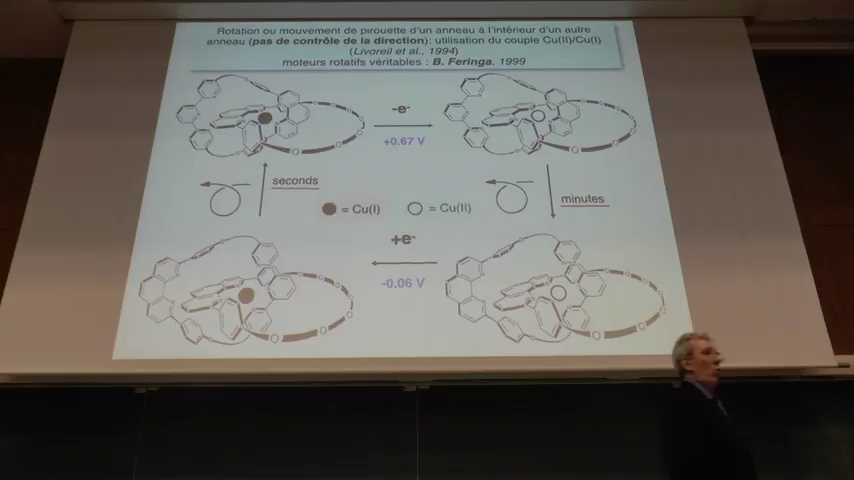 Rotation ou mouvement de pirouette d'un anneau à l'intérieur d'un autre
anneau (pas de contrôle de la direction): utilisation du couple Cu(II)/Cu(I)
(Livoreil et al., 1994)
moteurs rotatifs véritables : B. Feringa, 1999
-e-
+0.67 V
seconds
minutes
= Cu(I)
= Cu(II)
+e-
-0.06 V